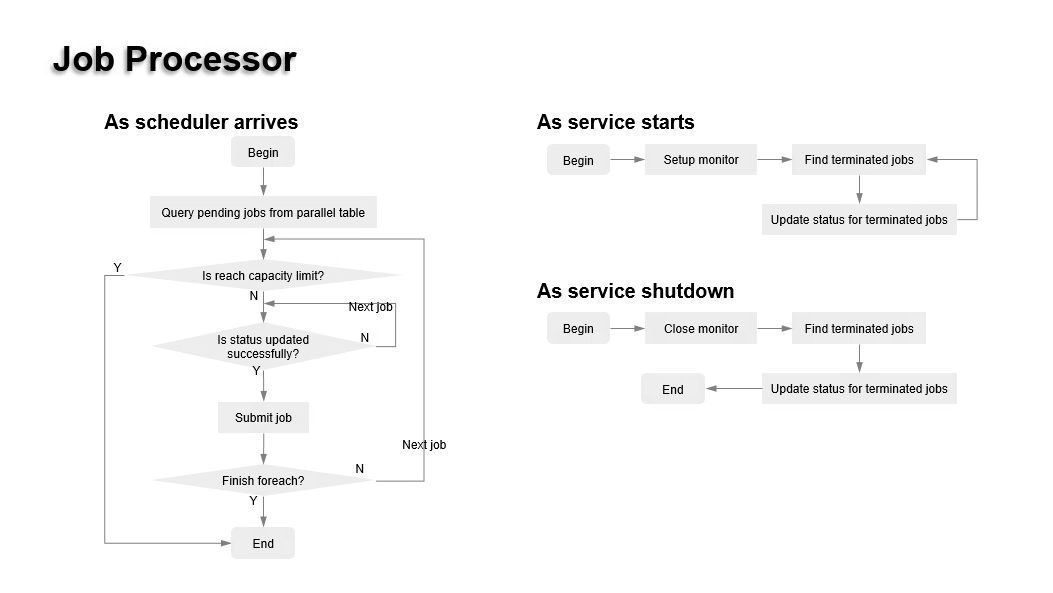 Job Processor
As scheduler arrives
Begin
Query pending jobs from parallel table
Y
Is reach capacity limit?
N
Next job
Is status updated
successfully?
N
Y
Submit job
Next job
N
Finish foreach?
Y
End
As service starts
Begin
Setup monitor
Find terminated jobs
Update status for terminated jobs
As service shutdown
Begin
Close monitor
Find terminated jobs
End
Update status for terminated jobs